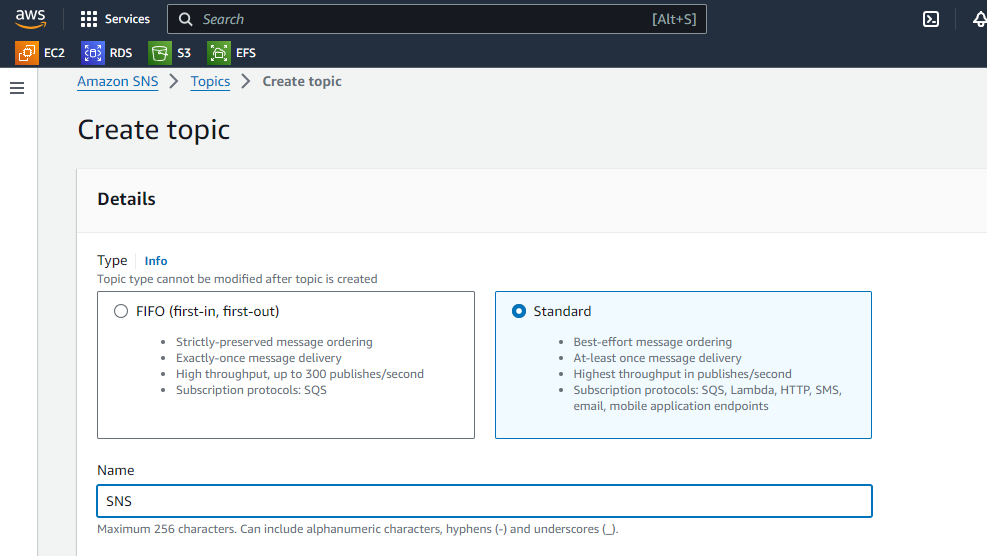 aws Services Search [Alt+S]
EC2 RDS S3 EFS
Amazon SNS > Topics > Create topic
Create topic
Details
Type Info
Topic type cannot be modified after topic is created
FIFO (first-in, first-out)
• Strictly-preserved message ordering
• Exactly-once message delivery
• High throughput, up to 300 publishes/second
• Subscription protocols: SQS
Standard
• Best-effort message ordering
• At-least once message delivery
• Highest throughput in publishes/second
• Subscription protocols: SQS, Lambda, HTTP, SMS,
email, mobile application endpoints
Name
SNS
Maximum 256 characters. Can include alphanumeric characters, hyphens (-) and underscores (_).